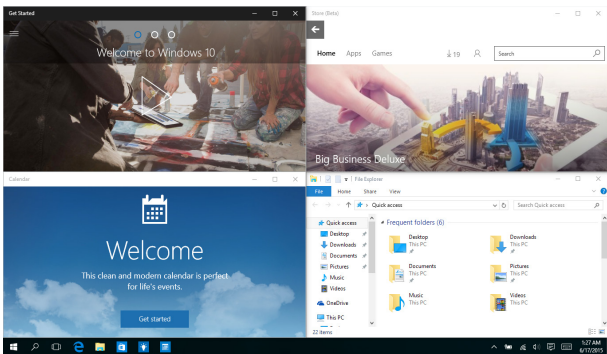 Get Started
Welcome to Windows 10
Store (Beta)
Home Apps Games 19 Search
Big Business Deluxe
Calendar
Welcome
This clean and modern calendar is perfect
for life's events.
Get started
File Explorer
File Home Share View
Quick access Search Quick access
Quick access
Desktop
Downloads
Documents
Pictures
Music
Videos
OneDrive
This PC
Frequent folders (6)
Desktop
This PC
Downloads
This PC
Documents
This PC
Pictures
This PC
Music
This PC
Videos
This PC
22 items
1:27 AM
6/17/2015